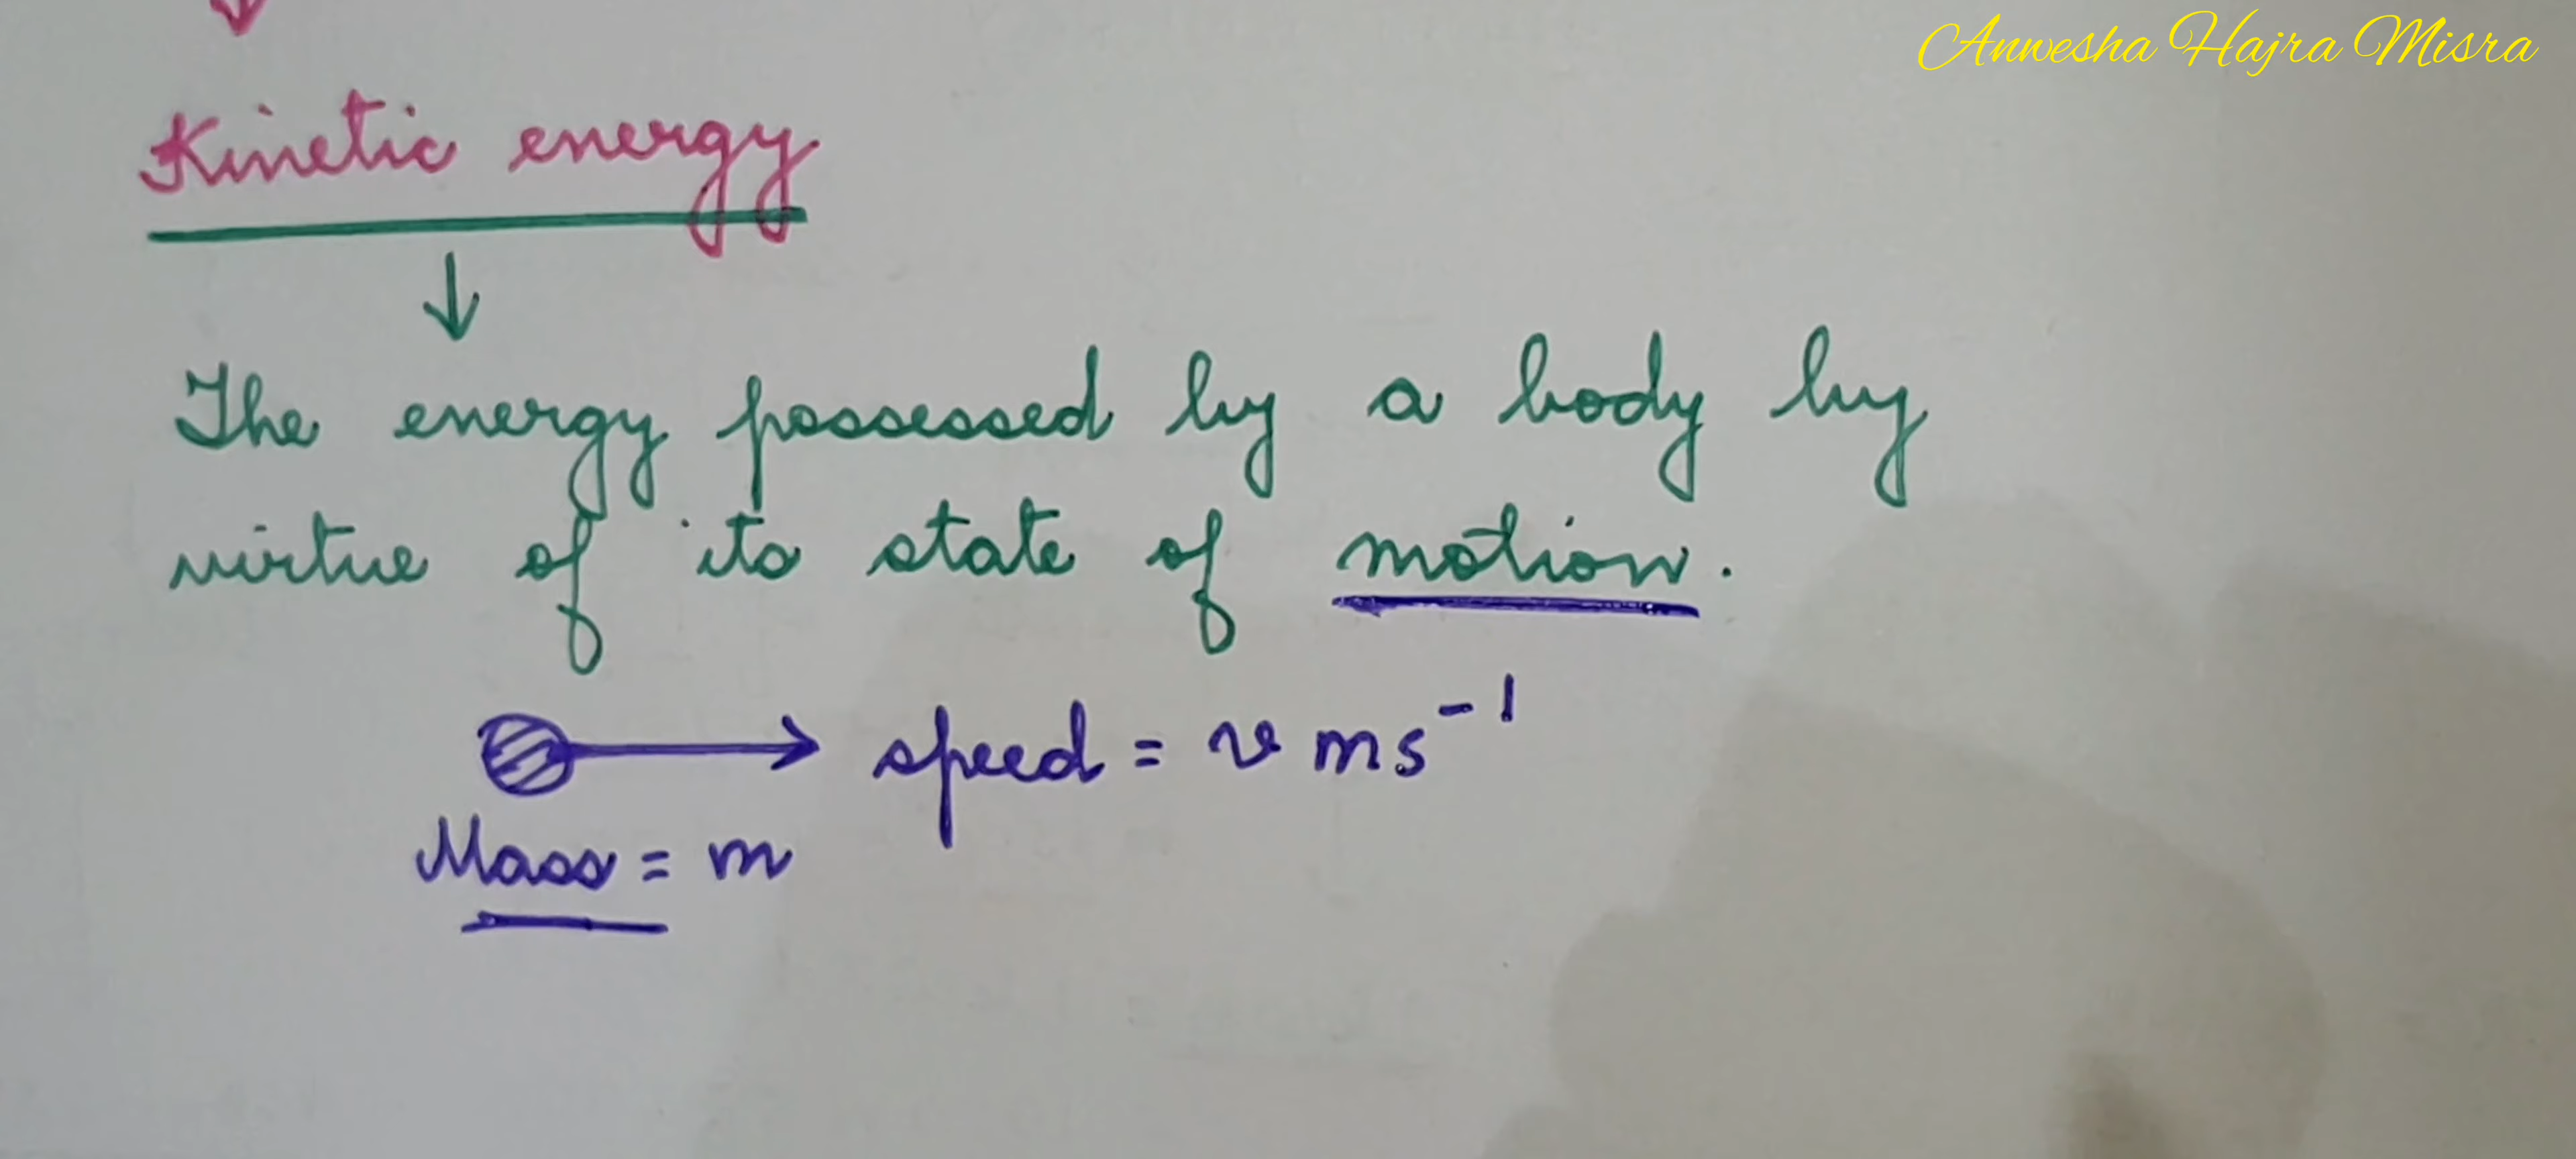 Anwesha Hajra Misra
Kinetic energy
The energy possessed by a body by
virtue of its state of motion.
speed = v ms⁻¹
Mass = m